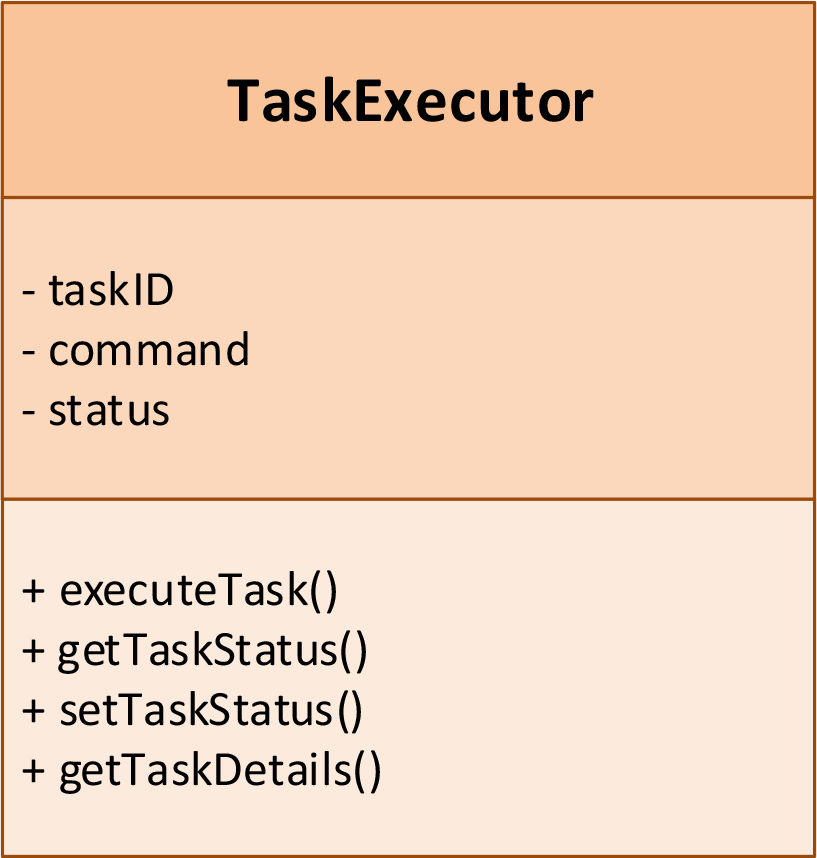 TaskExecutor
- taskID
- command
- status
+ executeTask()
+ getTaskStatus()
+ setTaskStatus()
+ getTaskDetails()